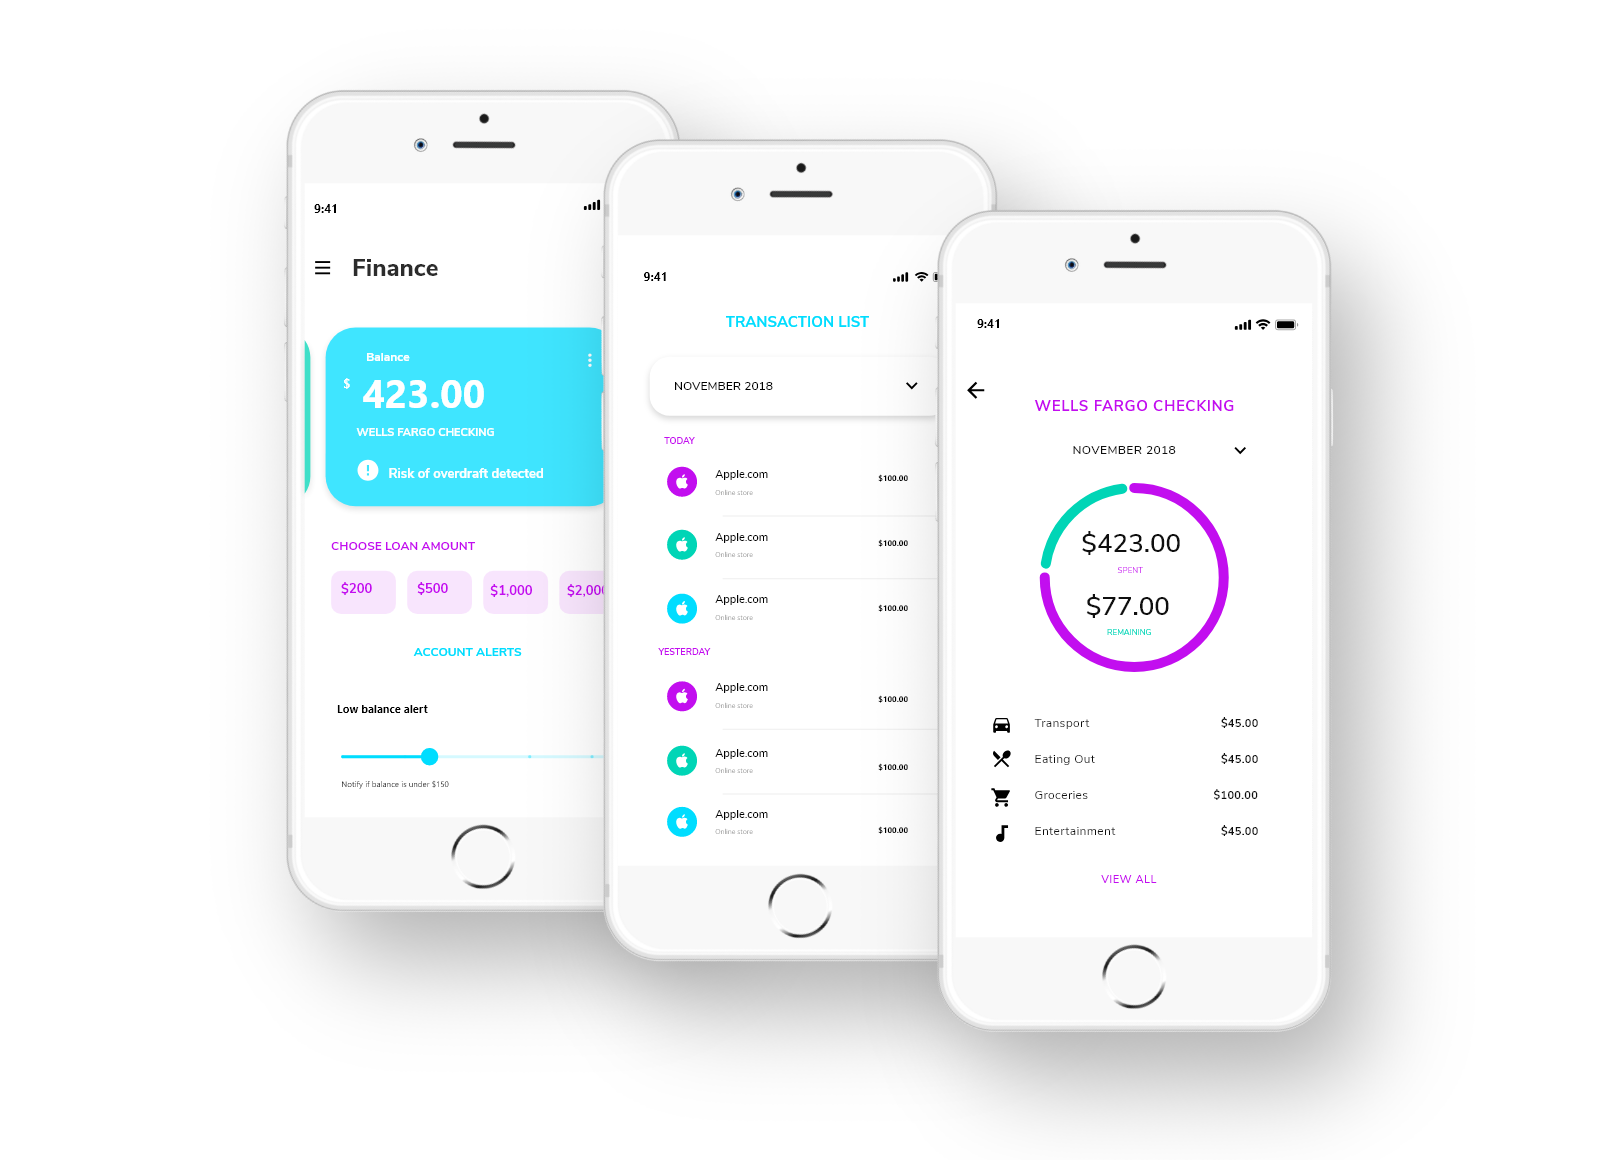 9:41
Finance
Balance
$ 423.00
WELLS FARGO CHECKING
Risk of overdraft detected
CHOOSE LOAN AMOUNT
$200 $500 $1,000 $2,000
ACCOUNT ALERTS
Low balance alert
Notify if balance is under $150
9:41
TRANSACTION LIST
NOVEMBER 2018
TODAY
Apple.com $100.00
Online store
Apple.com $100.00
Online store
Apple.com $100.00
Online store
YESTERDAY
Apple.com $100.00
Online store
Apple.com $100.00
Online store
Apple.com $100.00
Online store
9:41
WELLS FARGO CHECKING
NOVEMBER 2018
$423.00
SPENT
$77.00
REMAINING
Transport $45.00
Eating Out $45.00
Groceries $100.00
Entertainment $45.00
VIEW ALL